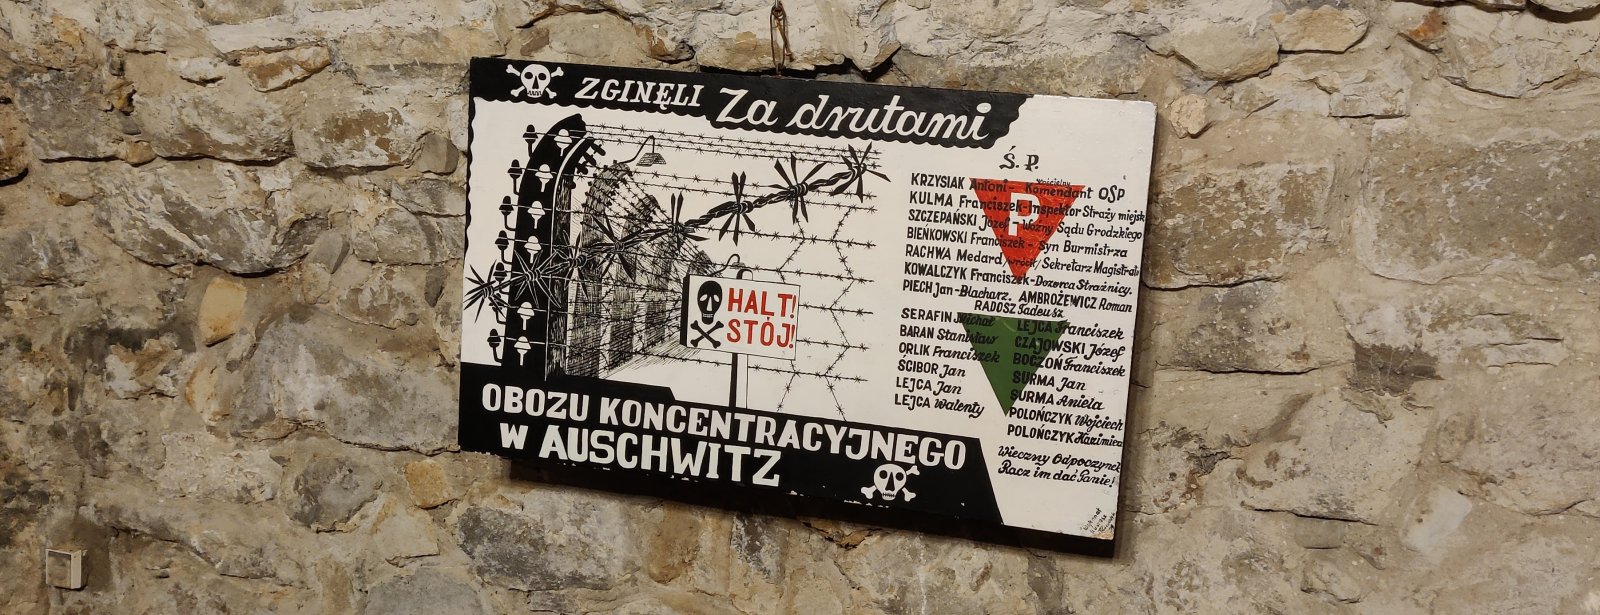 ZGINĘLI Za drutami
HALT!
STÓJ!
OBOZU KONCENTRACYJNEGO
W AUSCHWITZ
Ś. P.
P
KRZYSIAK Antoni - Komendant OSP
KULMA Franciszek - Inspektor Straży miejsk
SZCZEPAŃSKI Józef - Woźny Sądu Grodzkiego
BIEŃKOWSKI Franciszek - Syn Burmistrza
RACHWA Medard /wrócił/ Sekretarz Magistratu
KOWALCZYK Franciszek - Dozorca Strażnicy.
PIECH Jan - Blacharz. AMBROŻEWICZ Roman
RADOSZ Tadeusz
SERAFIN Michał
BARAN Stanisław
ORLIK Franciszek
ŚCIBOR Jan
LEJCA Jan
LEJCA Walenty
LEJCA Franciszek
CZAJOWSKI Józef
BOCZOŃ Franciszek
SURMA Jan
SURMA Aniela
POLOŃCZYK Wojciech
POLOŃCZYK Kazimierz
Wieczny Odpoczynek
Racz im dać Panie!